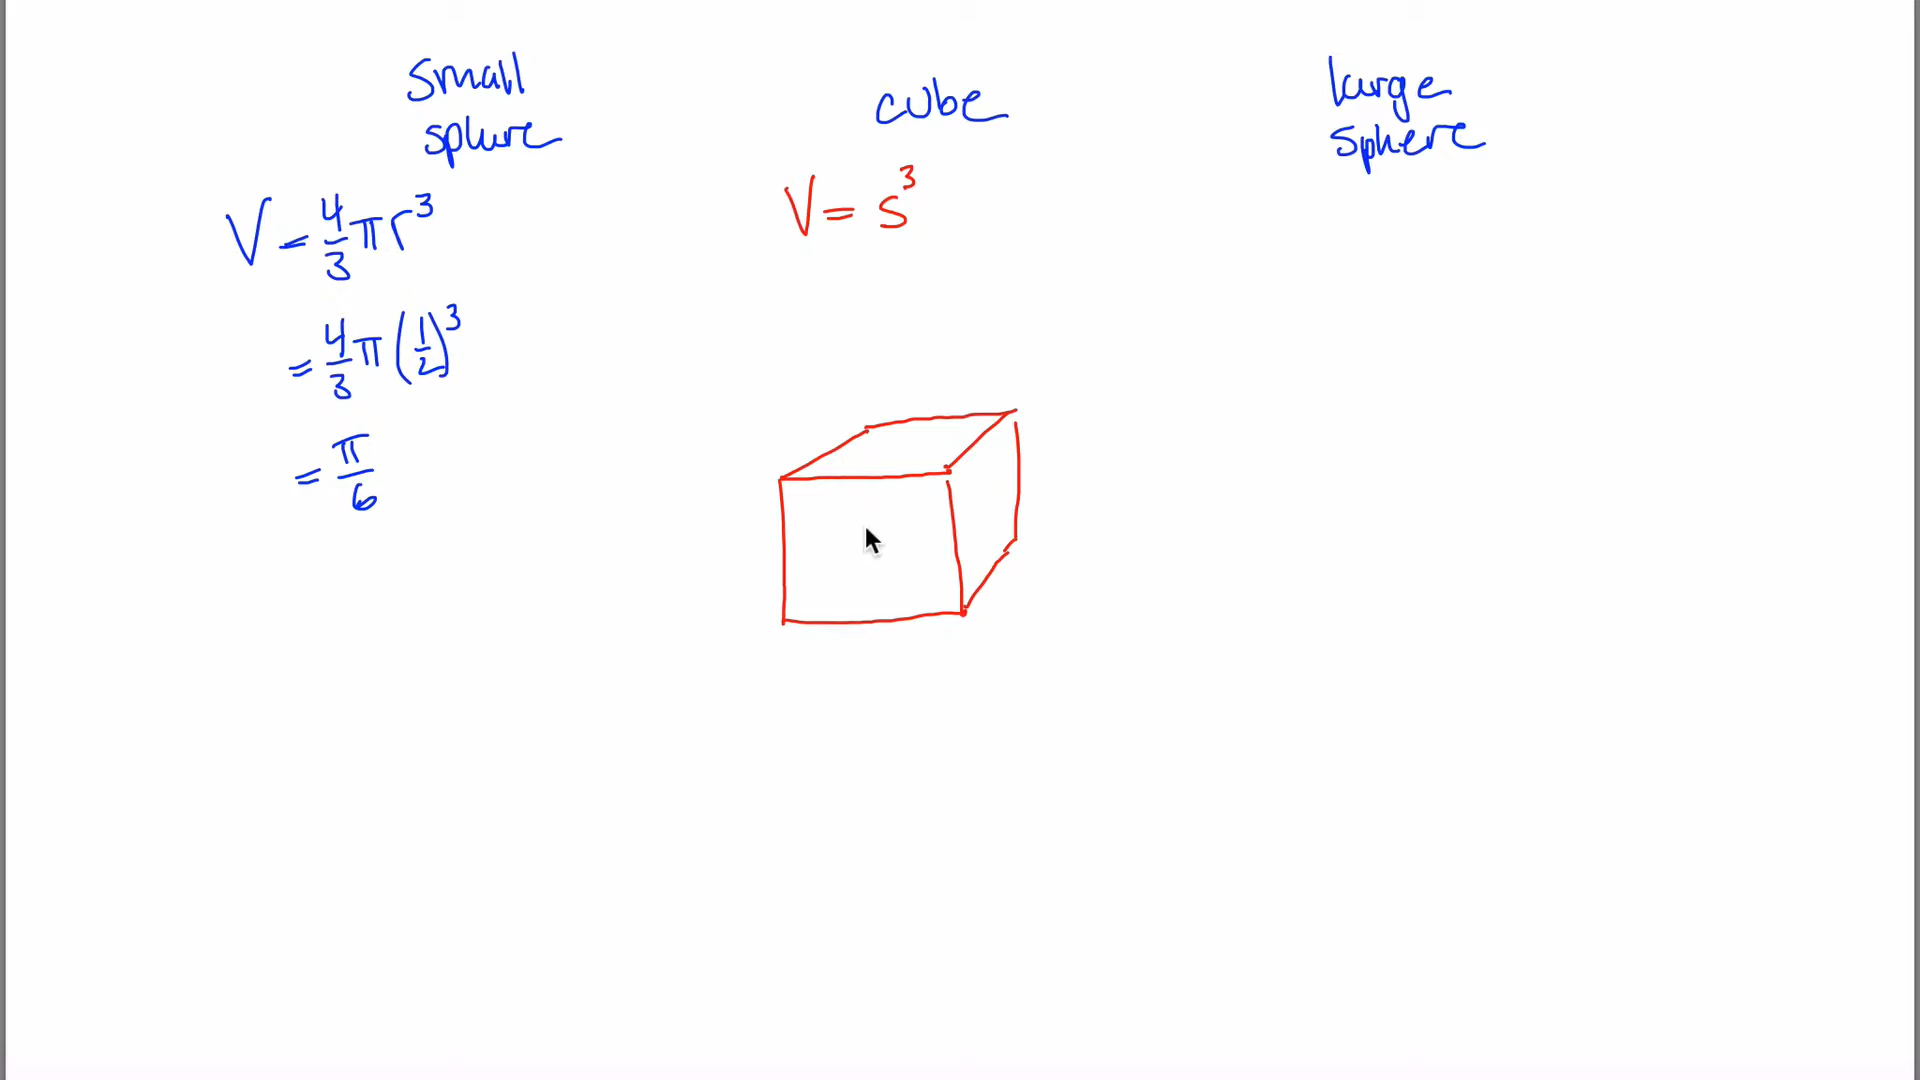 small
sphere
V = 4/3 π r³
= 4/3 π (1/2)³
= π/6
cube
V = s³
large
sphere